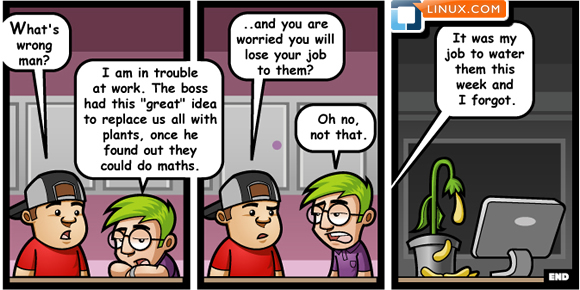 What's
wrong
man?
I am in trouble
at work. The boss
had this "great" idea
to replace us all with
plants, once he
found out they
could do maths.
..and you are
worried you will
lose your job
to them?
Oh no,
not that.
LINUX.COM
It was my
job to water
them this
week and
I forgot.
END